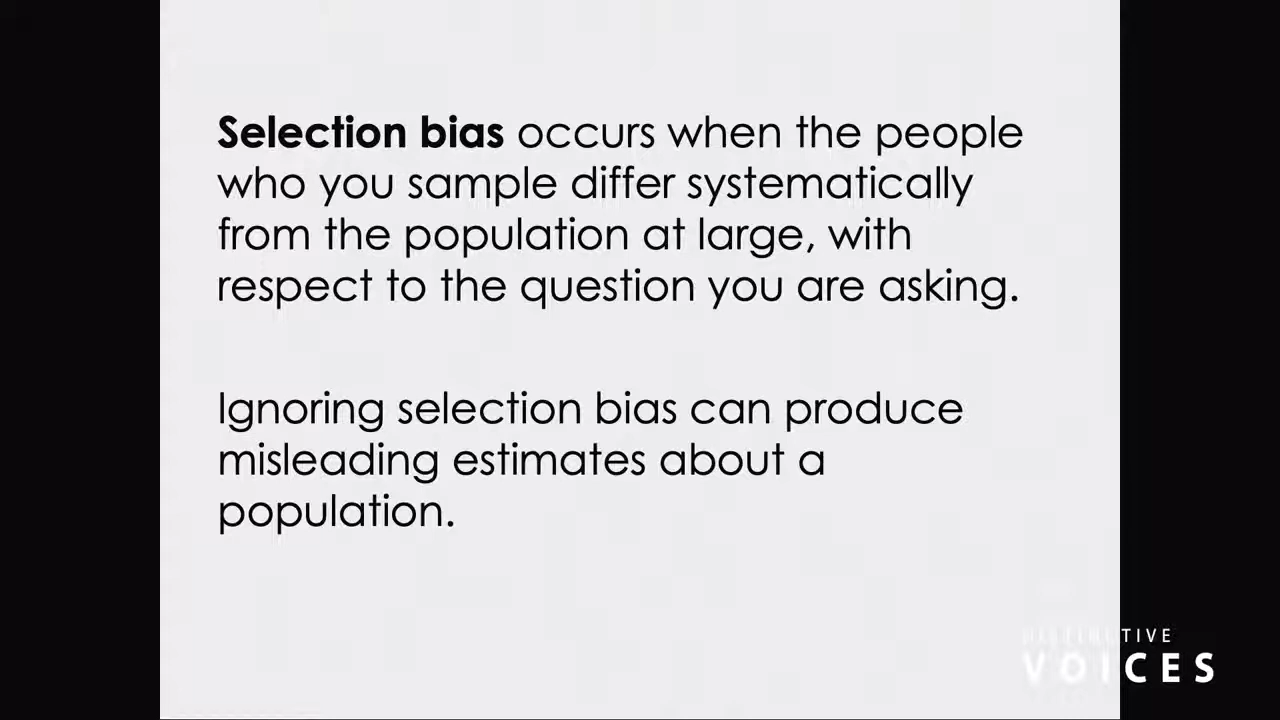 Selection bias occurs when the people
who you sample differ systematically
from the population at large, with
respect to the question you are asking.
Ignoring selection bias can produce
misleading estimates about a
population.
DISTINCTIVE
VOICES